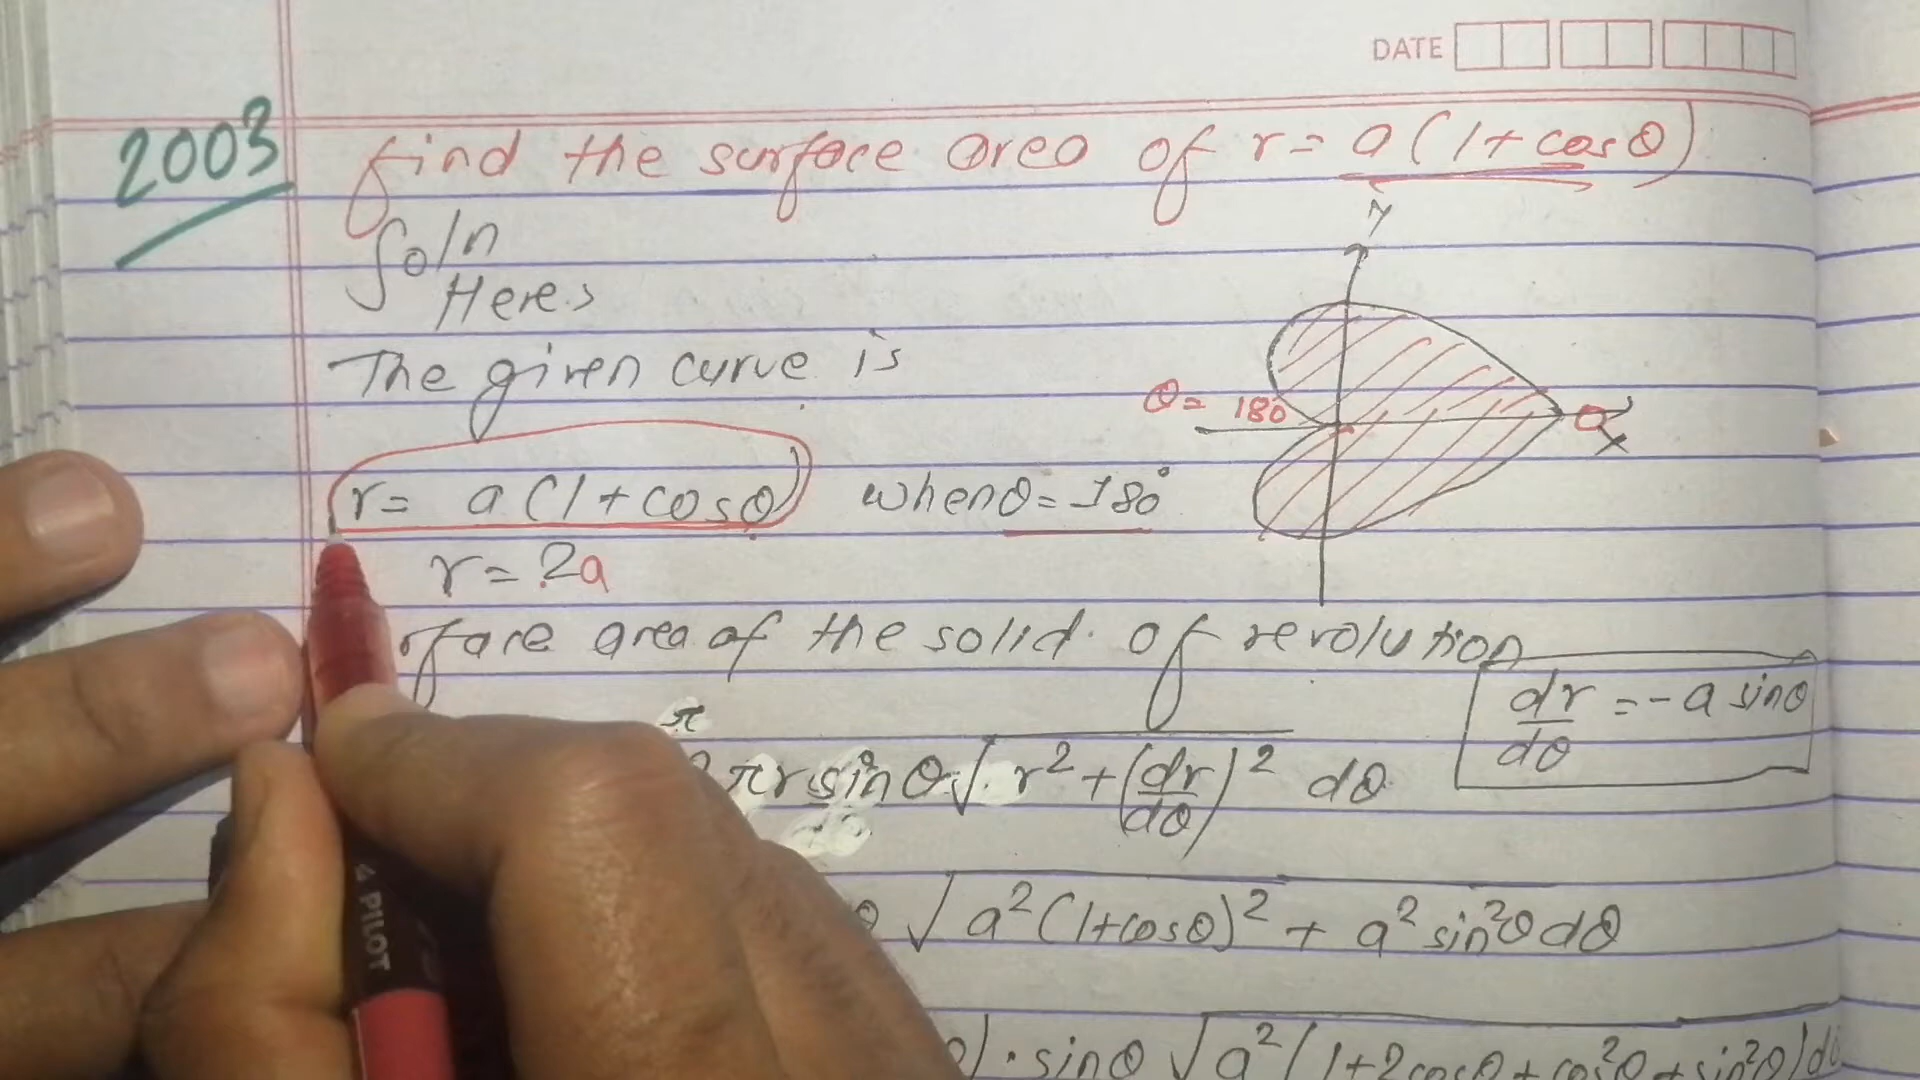 DATE
2003
find the surface area of r = a(1+cosθ)
Soln
Here,
The given curve is
Y
θ = 180
X
r = a(1+cosθ) when θ = 180°
r = 2a
rface area of the solid of revolution
dr/dθ = -a sinθ
π
πr sinθ √ r² + (dr/dθ)² dθ
θ √ a²(1+cosθ)² + a² sin²θ dθ
θ) · sinθ √ a²(1+2cosθ + cos²θ + sin²θ) dθ
PILOT